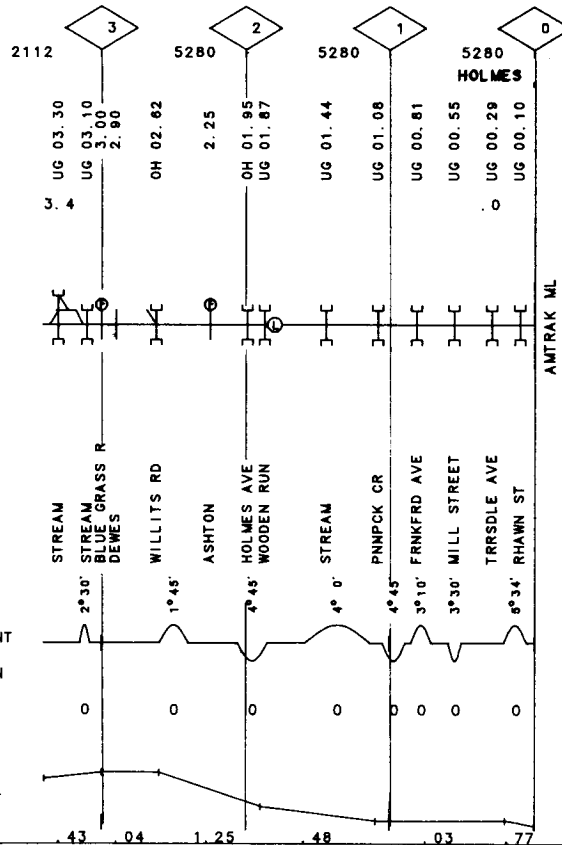 3 2 1 0
2112 5280 5280 5280
HOLMES
UG 03.30
UG 03.10
3.00
2.90
OH 02.62
2.25
OH 01.95
UG 01.87
UG 01.44
UG 01.08
UG 00.81
UG 00.55
UG 00.29
UG 00.10
3.4 .0
P P L
AMTRAK ML
STREAM
STREAM
BLUE GRASS R
DEWES
WILLITS RD
ASHTON
HOLMES AVE
WOODEN RUN
STREAM
PNNPCK CR
FRNKFRD AVE
MILL STREET
TRRSDLE AVE
RHAWN ST
2°30' 1°45' 4°45' 4° 0' 4°45' 3°10' 3°30' 5°34'
NT
N
0 0 0 0 0 0 0 0
.43 .04 1.25 .48 .03 .77